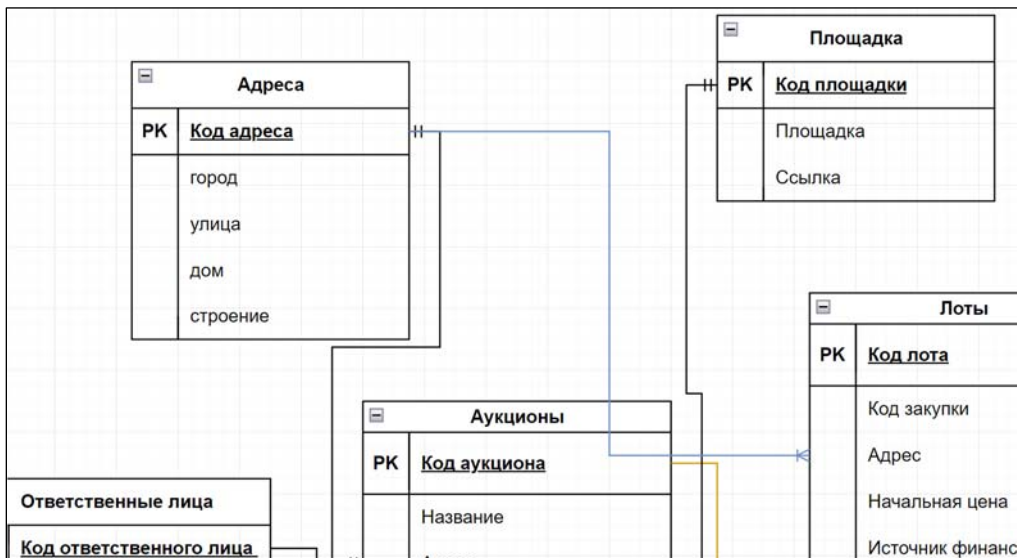 Площадка
PK Код площадки
Площадка
Ссылка
Адреса
PK Код адреса
город
улица
дом
строение
Лоты
PK Код лота
Код закупки
Адрес
Начальная цена
Источник
Аукционы
PK Код аукциона
Название
Ответственные лица
Код ответственного лица